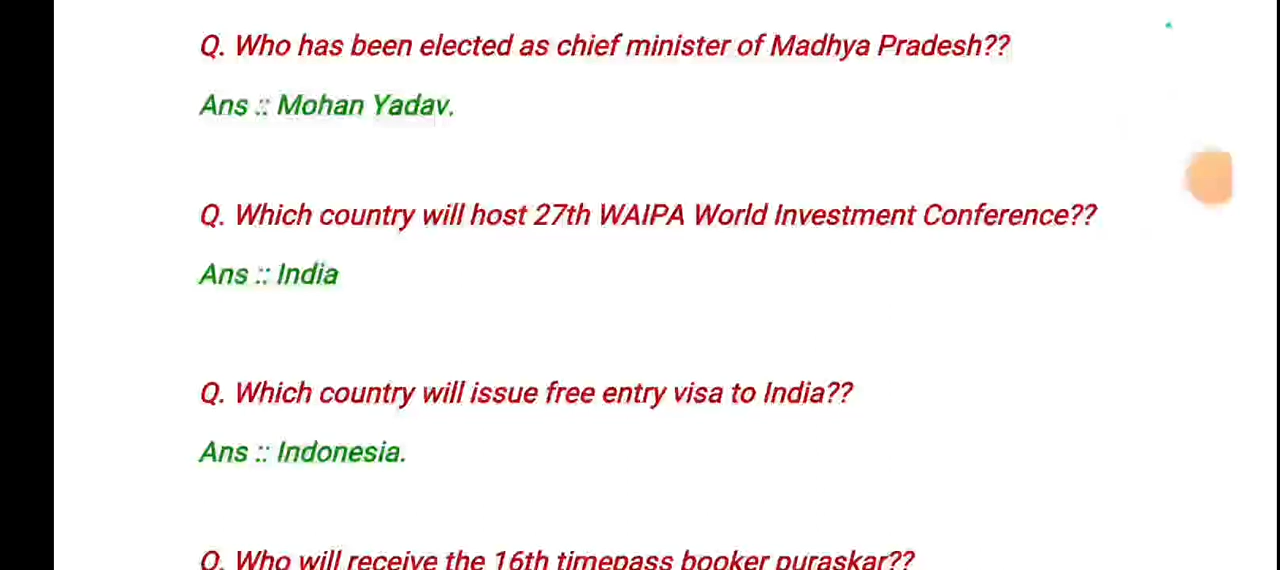 Q. Who has been elected as chief minister of Madhya Pradesh??
Ans :: Mohan Yadav.
Q. Which country will host 27th WAIPA World Investment Conference??
Ans :: India
Q. Which country will issue free entry visa to India??
Ans :: Indonesia.
Q. Who will receive the 16th timepass booker puraskar??